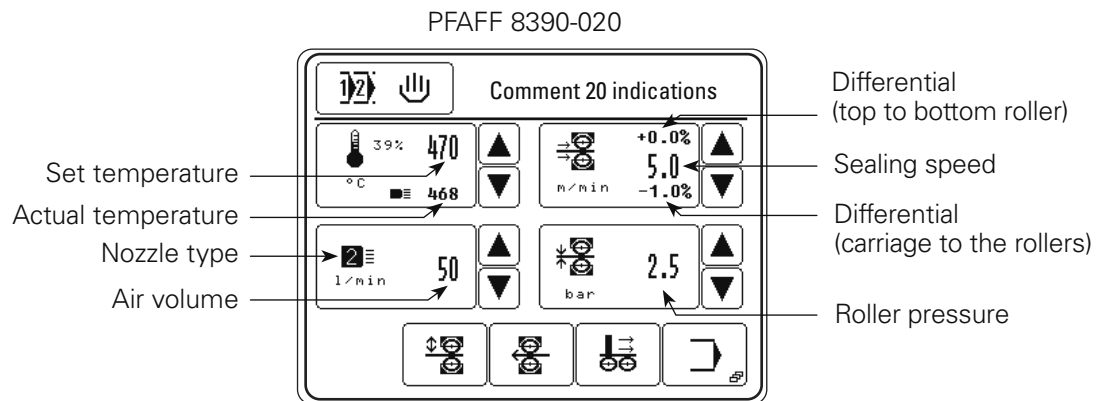 PFAFF 8390-020
1 2
Comment 20 indications
39% 470
°C
468
+0.0%
5.0
m/min
-1.0%
2
l/min
50
2.5
bar
Set temperature
Actual temperature
Nozzle type
Air volume
Differential
(top to bottom roller)
Sealing speed
Differential
(carriage to the rollers)
Roller pressure